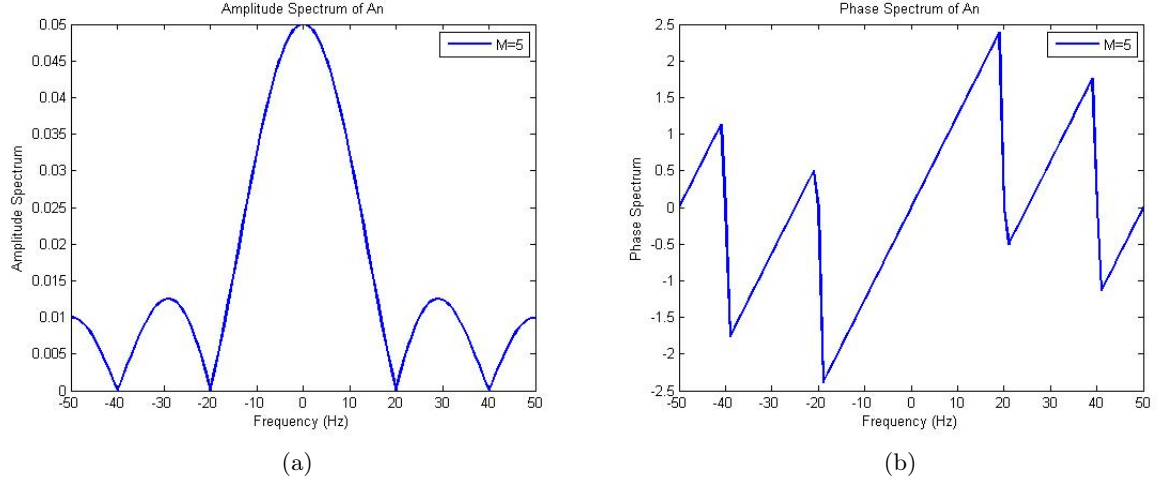 Amplitude Spectrum of An
0.05
0.045
0.04
0.035
0.03
0.025
0.02
0.015
0.01
0.005
0
Amplitude Spectrum
M=5
-50 -40 -30 -20 -10 0 10 20 30 40 50
Frequency (Hz)
(a)
Phase Spectrum of An
2.5
2
1.5
1
0.5
0
-0.5
-1
-1.5
-2
-2.5
Phase Spectrum
M=5
-50 -40 -30 -20 -10 0 10 20 30 40 50
Frequency (Hz)
(b)